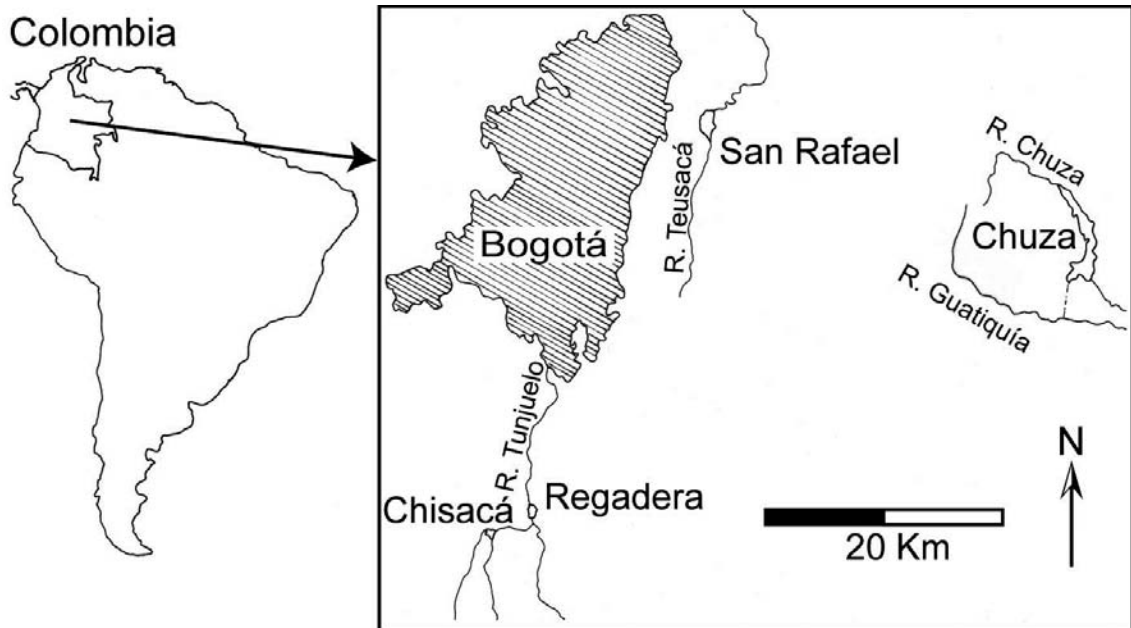 Colombia
San Rafael
R. Teusacá
Bogotá
R. Chuza
Chuza
R. Guatiquía
R. Tunjuelo
Chisacá
Regadera
20 Km
N